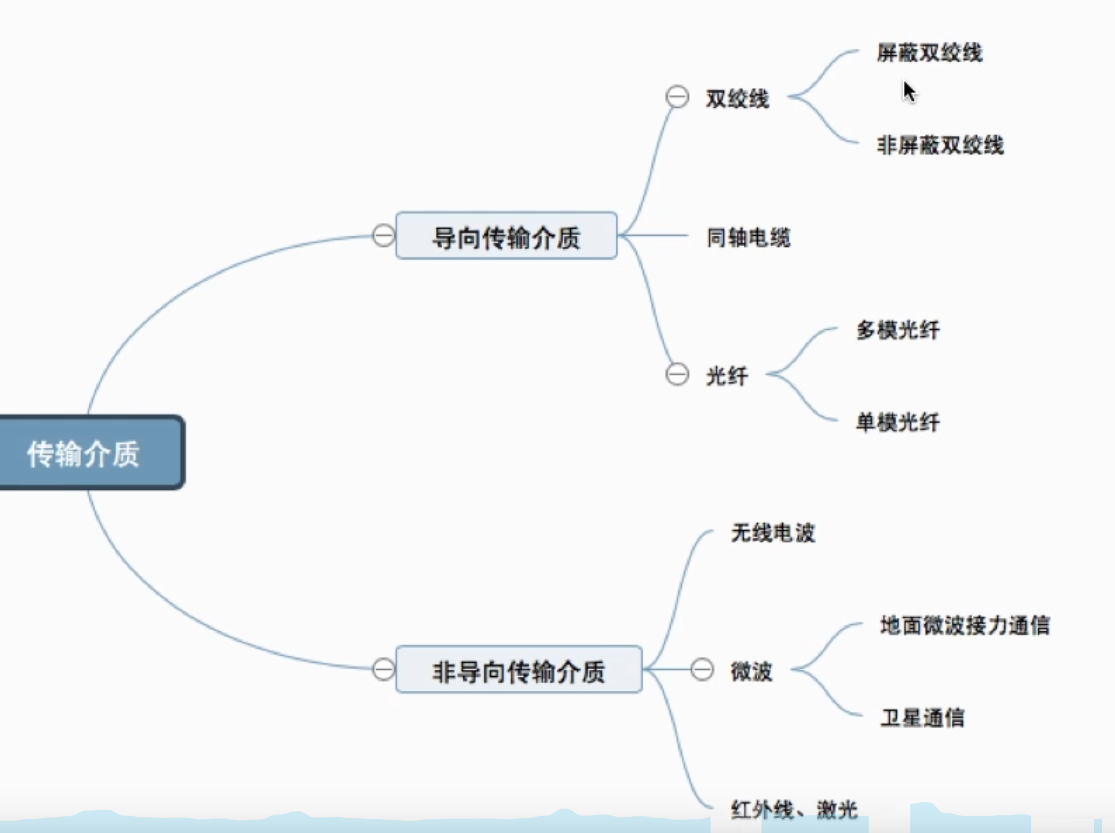 传输介质
导向传输介质
双绞线
屏蔽双绞线
非屏蔽双绞线
同轴电缆
光纤
多模光纤
单模光纤
非导向传输介质
无线电波
微波
地面微波接力通信
卫星通信
红外线、激光